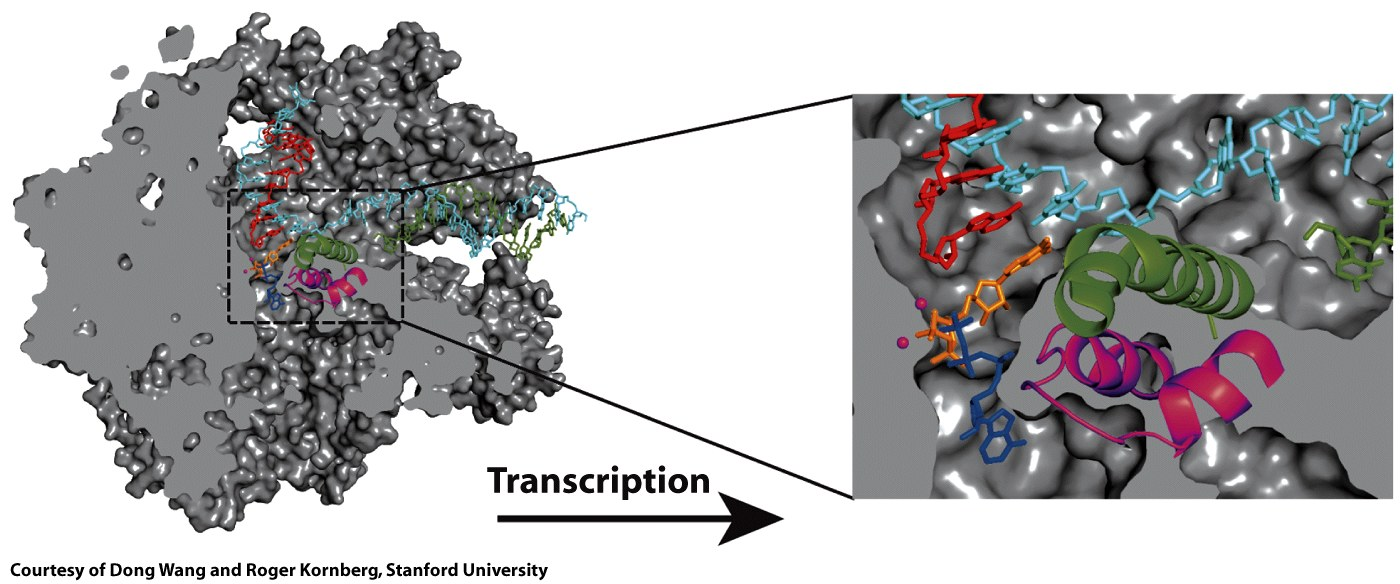 Transcription
Courtesy of Dong Wang and Roger Kornberg, Stanford University